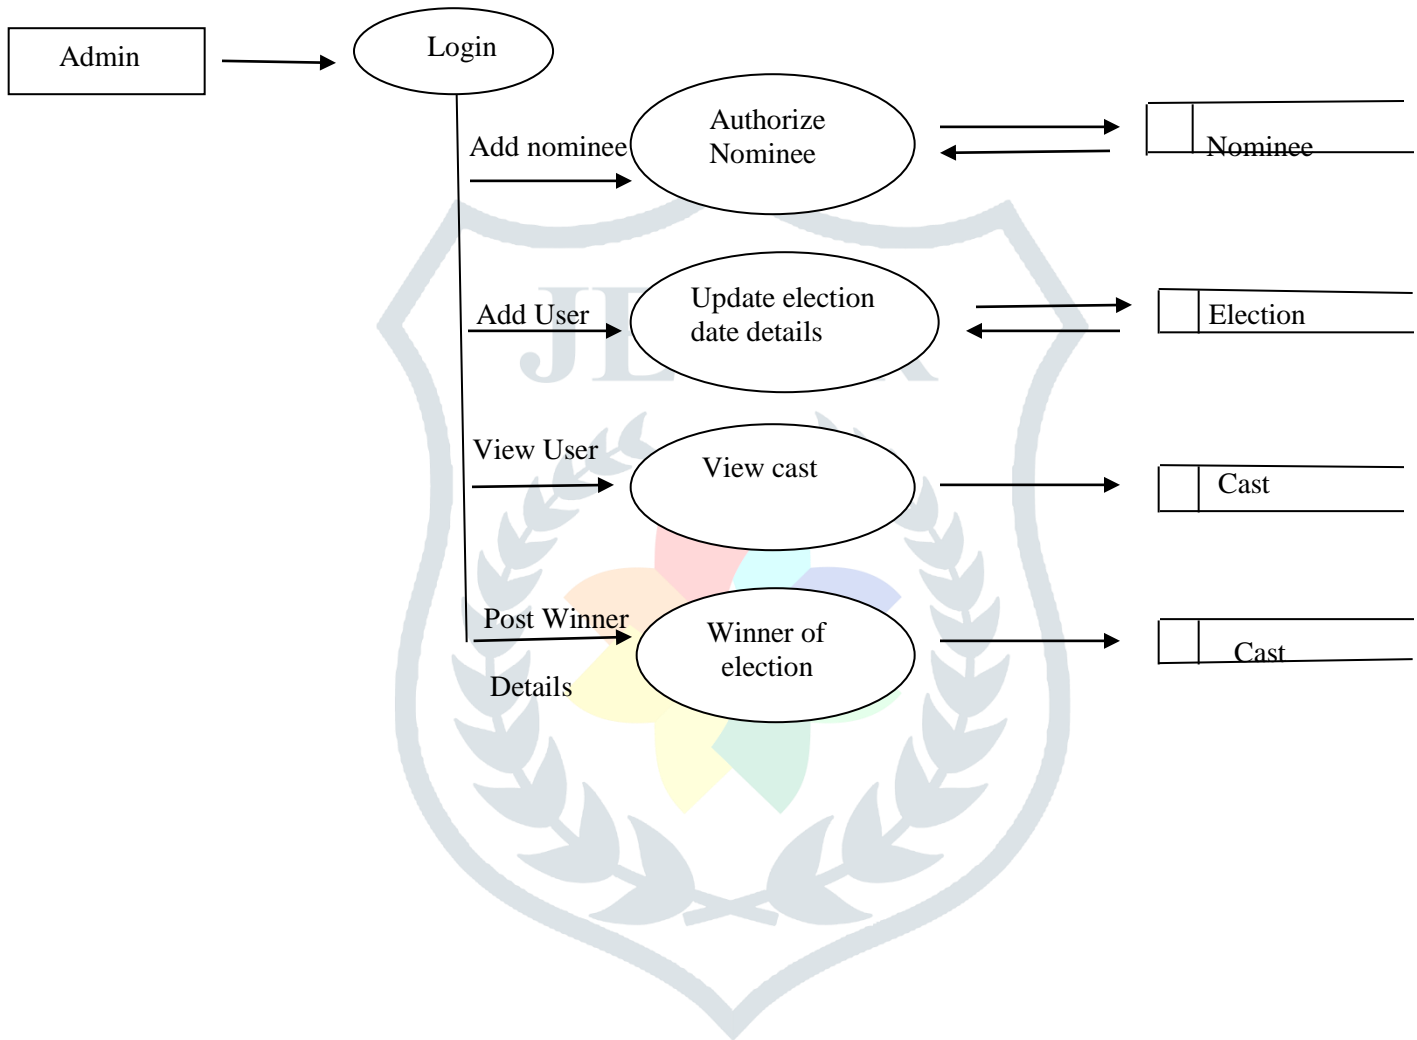 Admin
Login
Add nominee
Authorize
Nominee
Nominee
Add User
Update election
date details
Election
View User
View cast
Cast
Post Winner
Details
Winner of
election
Cast